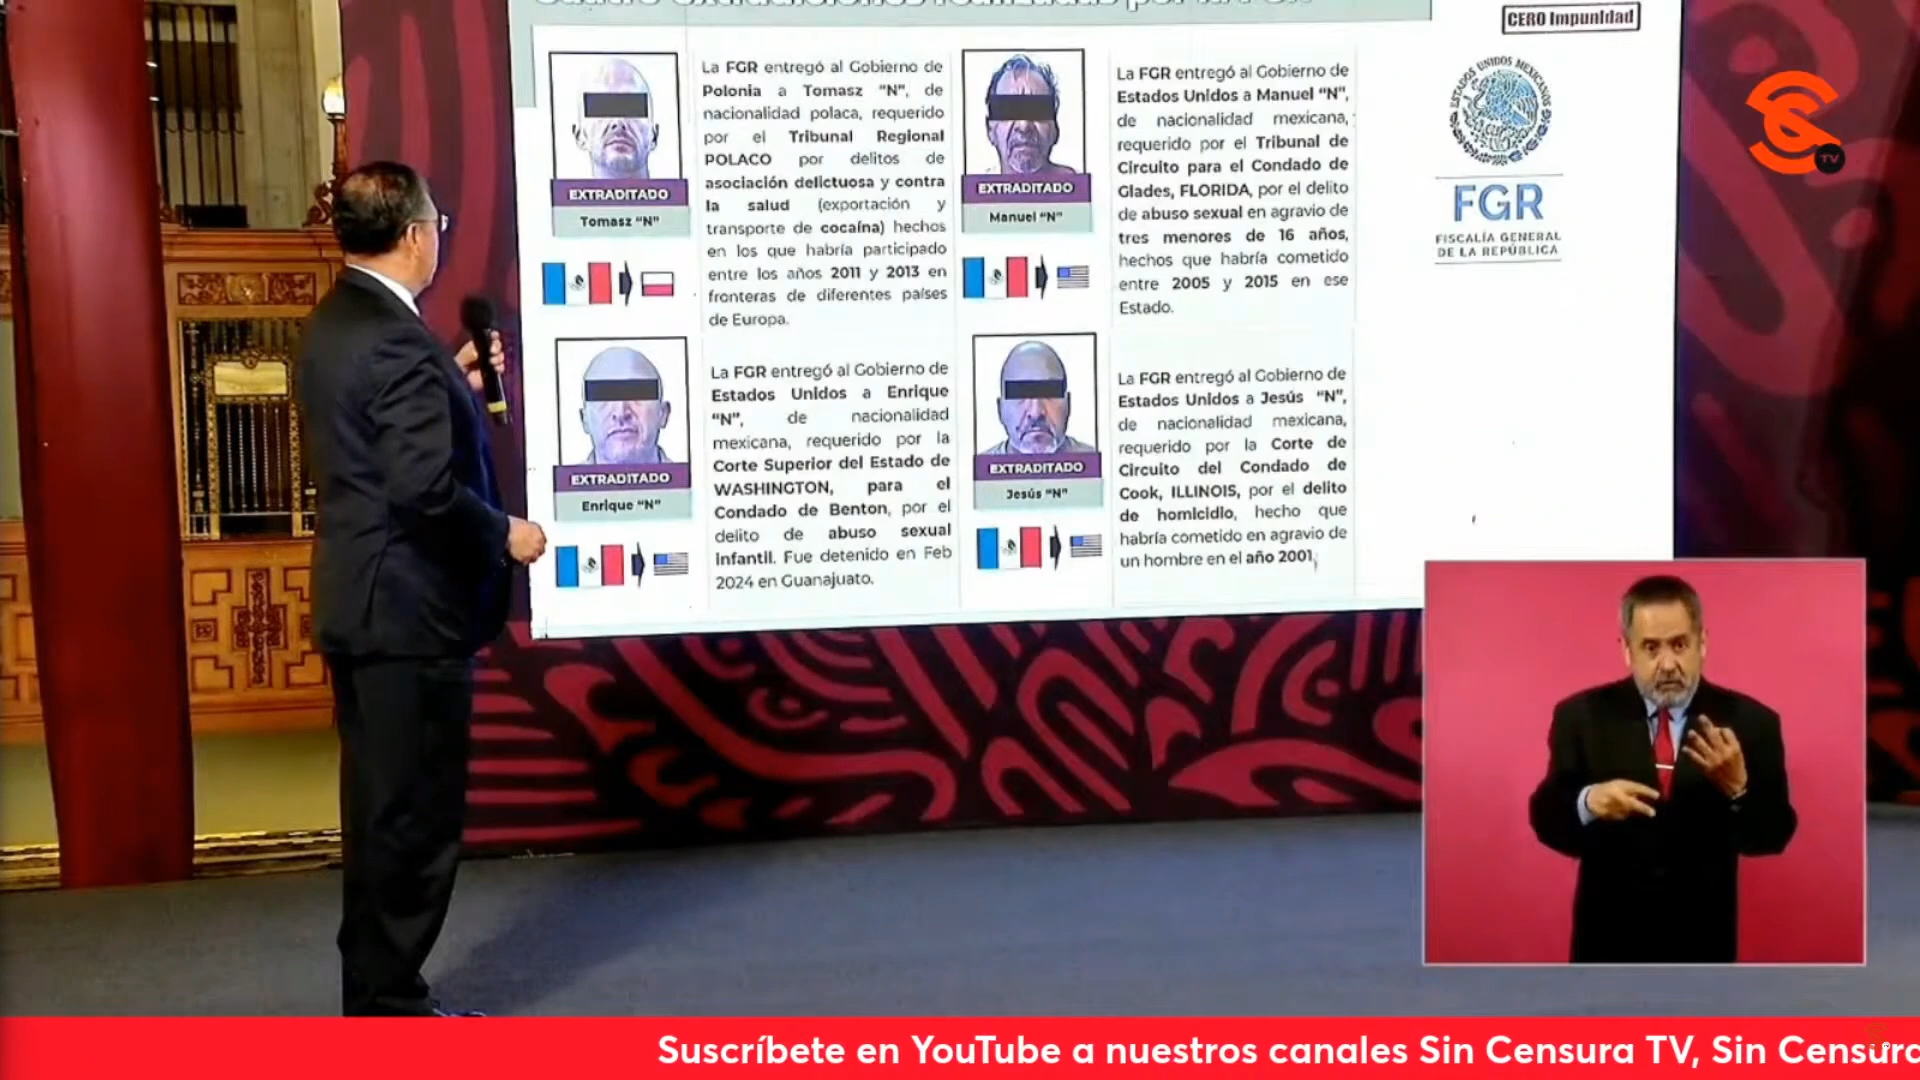 Cuatro extradiciones realizadas por la FGR
CERO Impunidad
La FGR entregó al Gobierno de
Polonia a Tomasz “N”, de
nacionalidad polaca, requerido
por el Tribunal Regional
POLACO por delitos de
asociación delictuosa y contra
la salud (exportación y
transporte de cocaína) hechos
en los que habría participado
entre los años 2011 y 2013 en
fronteras de diferentes países
de Europa.
EXTRADITADO
Tomasz “N”
La FGR entregó al Gobierno de
Estados Unidos a Manuel “N”,
de nacionalidad mexicana,
requerido por el Tribunal de
Circuito para el Condado de
Glades, FLORIDA, por el delito
de abuso sexual en agravio de
tres menores de 16 años,
hechos que habría cometido
entre 2005 y 2015 en ese
Estado.
EXTRADITADO
Manuel “N”
La FGR entregó al Gobierno de
Estados Unidos a Enrique
“N”, de nacionalidad
mexicana, requerido por la
Corte Superior del Estado de
WASHINGTON, para el
Condado de Benton, por el
delito de abuso sexual
infantil. Fue detenido en Feb
2024 en Guanajuato.
EXTRADITADO
Enrique “N”
La FGR entregó al Gobierno de
Estados Unidos a Jesús “N”,
de nacionalidad mexicana,
requerido por la Corte de
Circuito del Condado de
Cook, ILLINOIS, por el delito
de homicidio, hecho que
habría cometido en agravio de
un hombre en el año 2001.
EXTRADITADO
Jesús “N”
ESTADOS UNIDOS MEXICANOS
FGR
FISCALÍA GENERAL
DE LA REPÚBLICA
TV
Suscríbete en YouTube a nuestros canales Sin Censura TV, Sin Censura